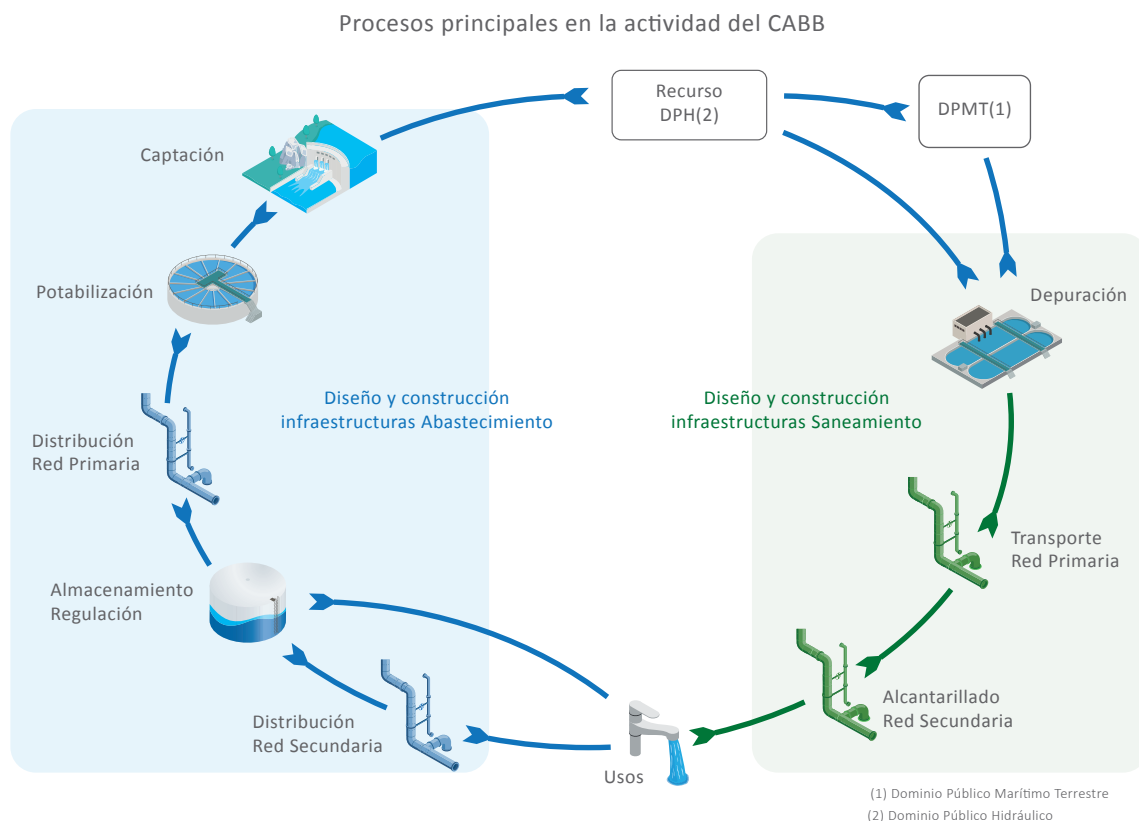 Procesos principales en la actividad del CABB
Recurso
DPH(2)
DPMT(1)
Captación
Potabilización
Depuración
Diseño y construcción
infraestructuras Abastecimiento
Diseño y construcción
infraestructuras Saneamiento
Distribución
Red Primaria
Transporte
Red Primaria
Almacenamiento
Regulación
Distribución
Red Secundaria
Alcantarillado
Red Secundaria
Usos
(1) Dominio Público Marítimo Terrestre
(2) Dominio Público Hidráulico